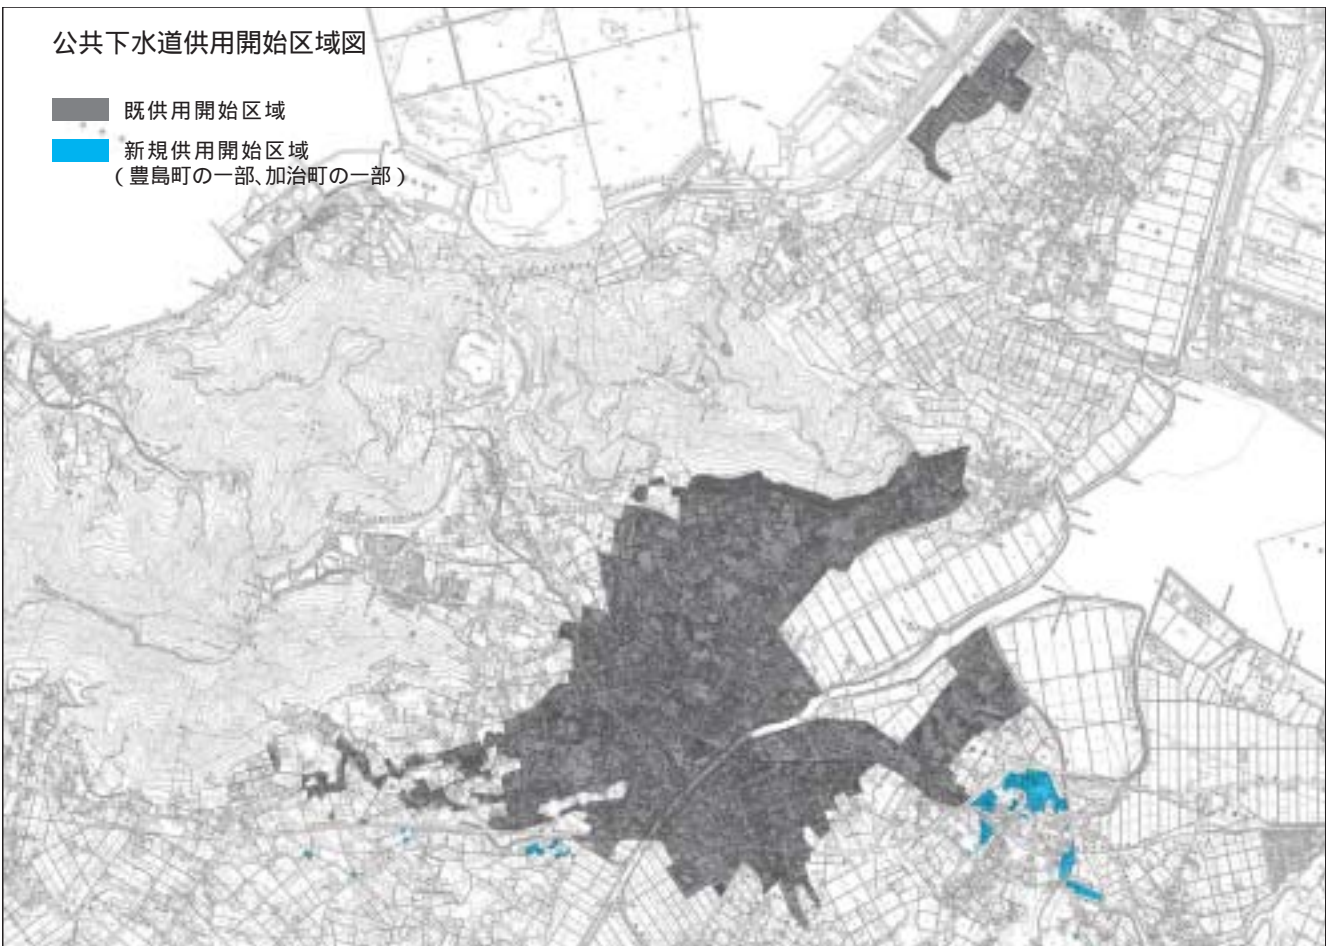 公共下水道供用開始区域図
既供用開始区域
新規供用開始区域
(豊島町の一部、加治町の一部)